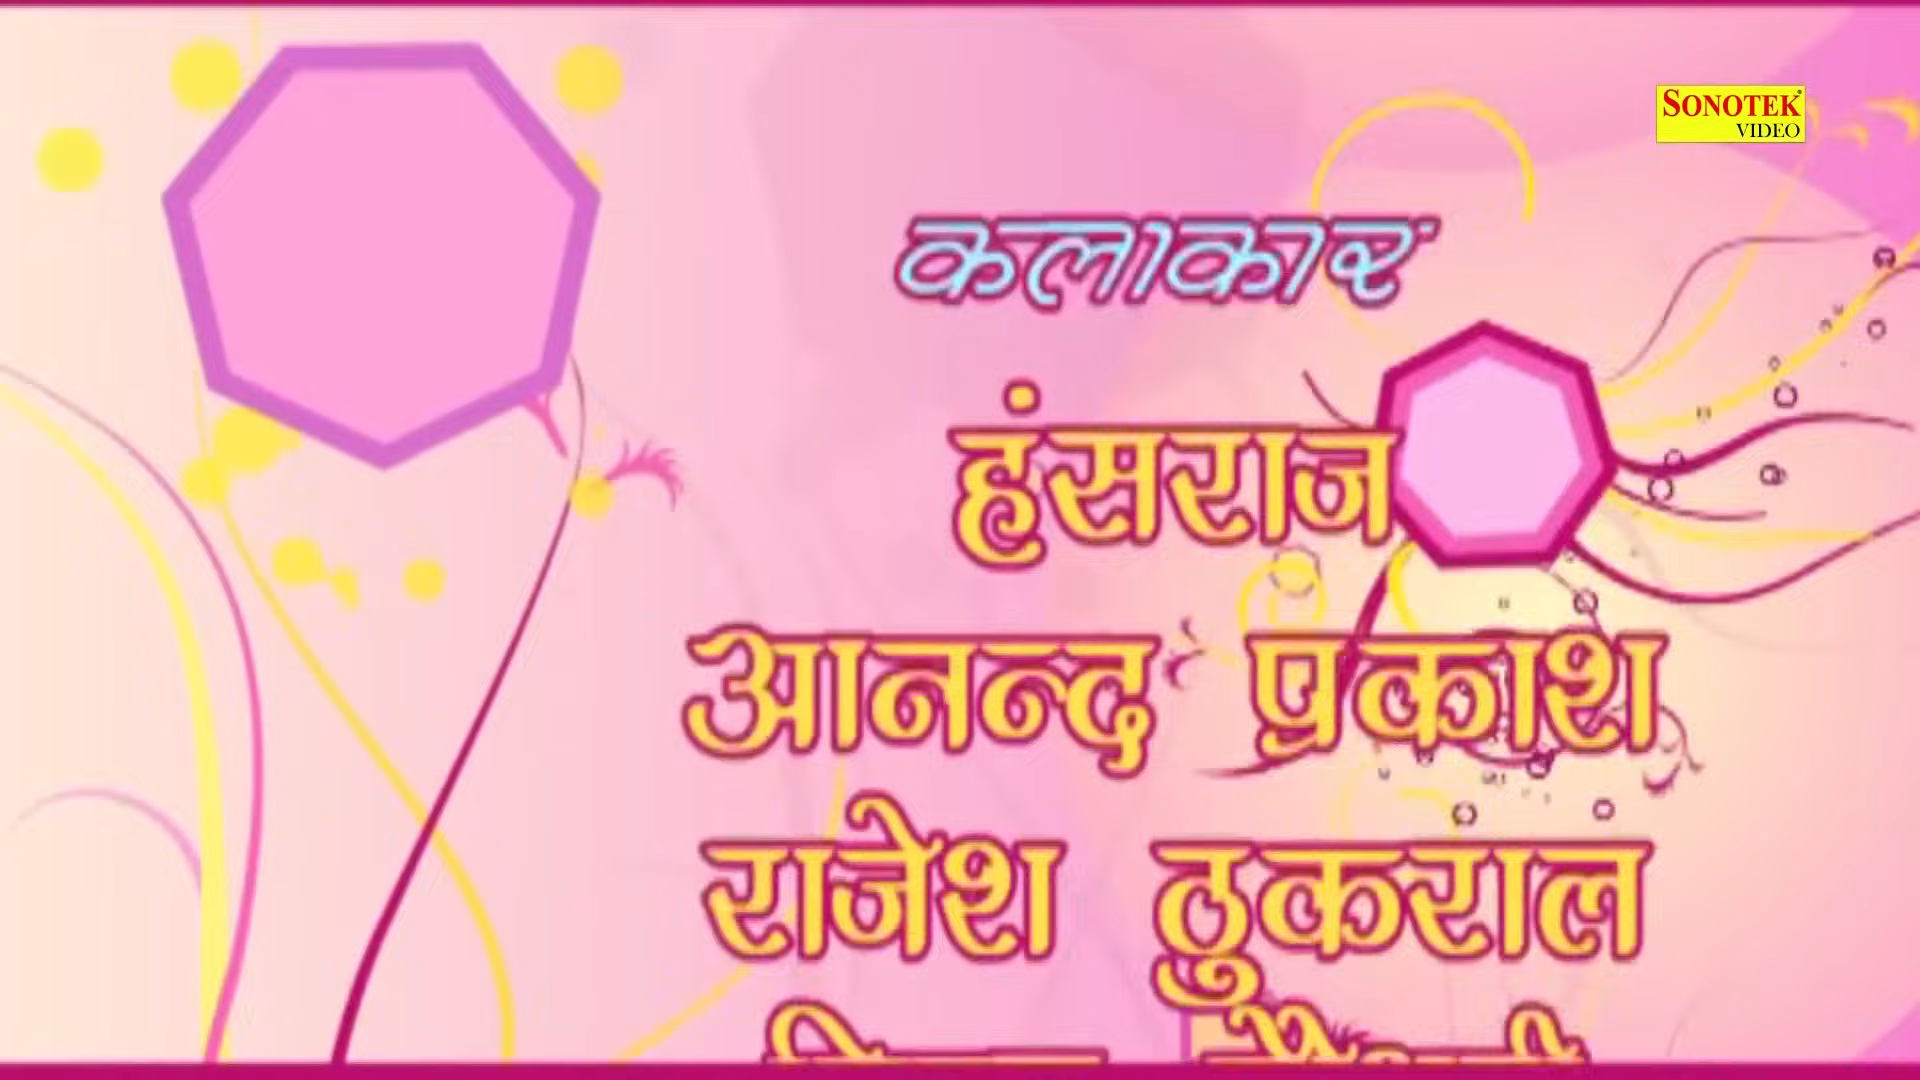 SONOTEK
VIDEO
कलाकार
हंसराज
आनन्द प्रकाश
राजेश ठुकराल